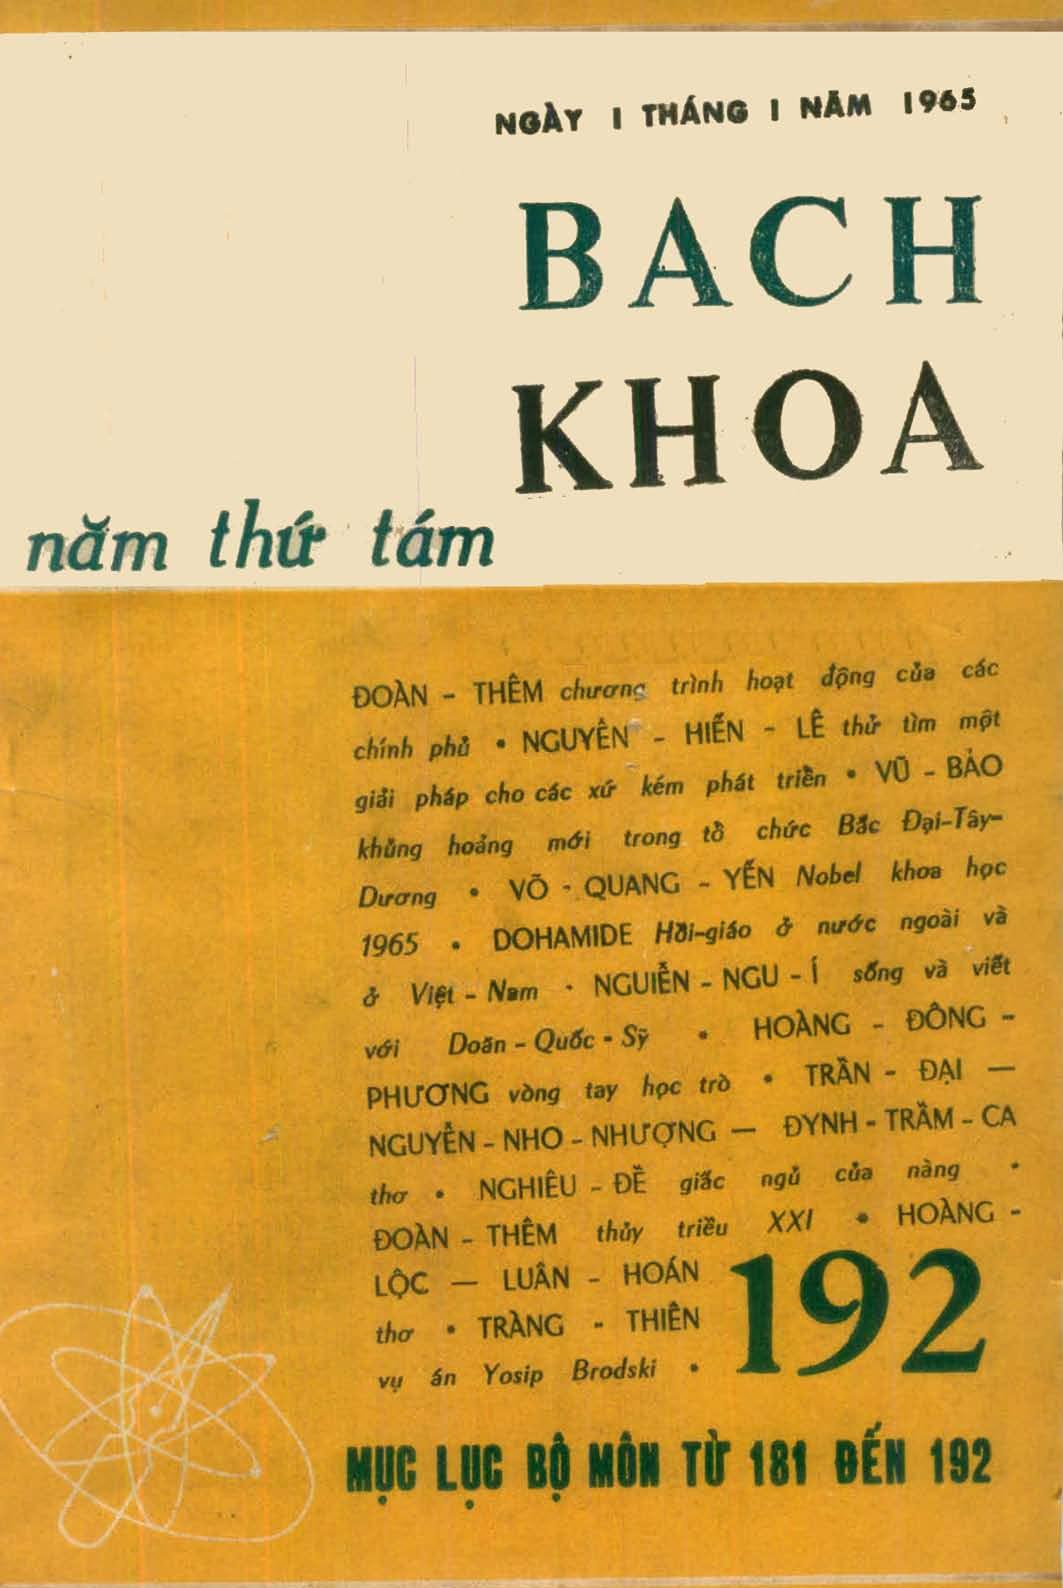 NGÀY 1 THÁNG 1 NĂM 1965
BACH
KHOA
năm thứ tám
ĐOÀN - THÊM chương trình hoạt động của các
chính phủ • NGUYỄN - HIẾN - LÊ thử tìm một
giải pháp cho các xứ kém phát triển • VŨ - BẢO
khủng hoảng mới trong tổ chức Bắc Đại-Tây-
Dương • VÕ - QUANG - YẾN Nobel khoa học
1965 • DOHAMIDE Hồi-giáo ở nước ngoài và
ở Việt - Nam • NGUIỄN - NGU - Í sống và viết
với Doãn - Quốc - Sỹ • HOÀNG - ĐÔNG -
PHƯƠNG vòng tay học trò • TRẦN - ĐẠI —
NGUYỄN - NHO - NHƯỢNG — ĐYNH - TRẦM - CA
thơ • NGHIÊU - ĐỀ giấc ngủ của nàng •
ĐOÀN - THÊM thủy triều XXI • HOÀNG -
LỘC — LUÂN - HOÁN
thơ • TRÀNG - THIÊN
vụ án Yosip Brodski •
192
MỤC LỤC BỘ MÔN TỪ 181 ĐẾN 192